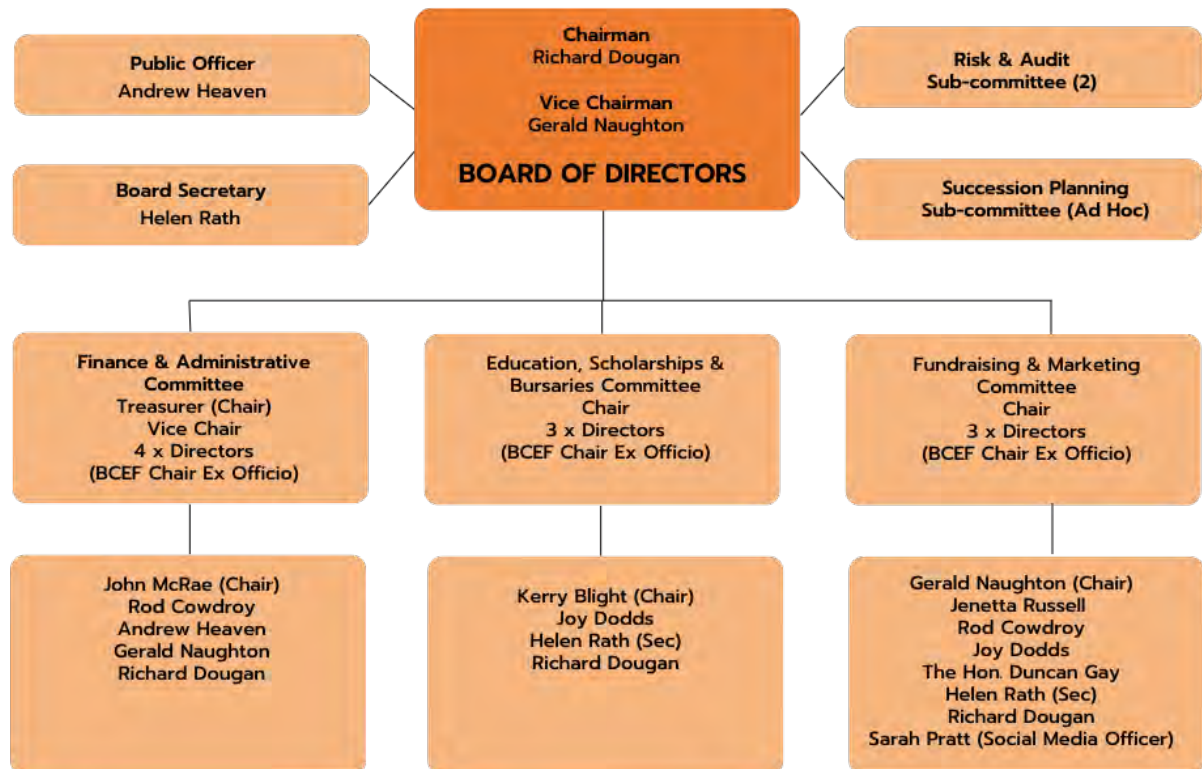 Chairman
Richard Dougan
Vice Chairman
Gerald Naughton
BOARD OF DIRECTORS
Public Officer
Andrew Heaven
Board Secretary
Helen Rath
Risk & Audit
Sub-committee (2)
Succession Planning
Sub-committee (Ad Hoc)
Finance & Administrative
Committee
Treasurer (Chair)
Vice Chair
4 x Directors
(BCEF Chair Ex Officio)
Education, Scholarships &
Bursaries Committee
Chair
3 x Directors
(BCEF Chair Ex Officio)
Fundraising & Marketing
Committee
Chair
3 x Directors
(BCEF Chair Ex Officio)
John McRae (Chair)
Rod Cowdroy
Andrew Heaven
Gerald Naughton
Richard Dougan
Kerry Blight (Chair)
Joy Dodds
Helen Rath (Sec)
Richard Dougan
Gerald Naughton (Chair)
Jenetta Russell
Rod Cowdroy
Joy Dodds
The Hon. Duncan Gay
Helen Rath (Sec)
Richard Dougan
Sarah Pratt (Social Media Officer)